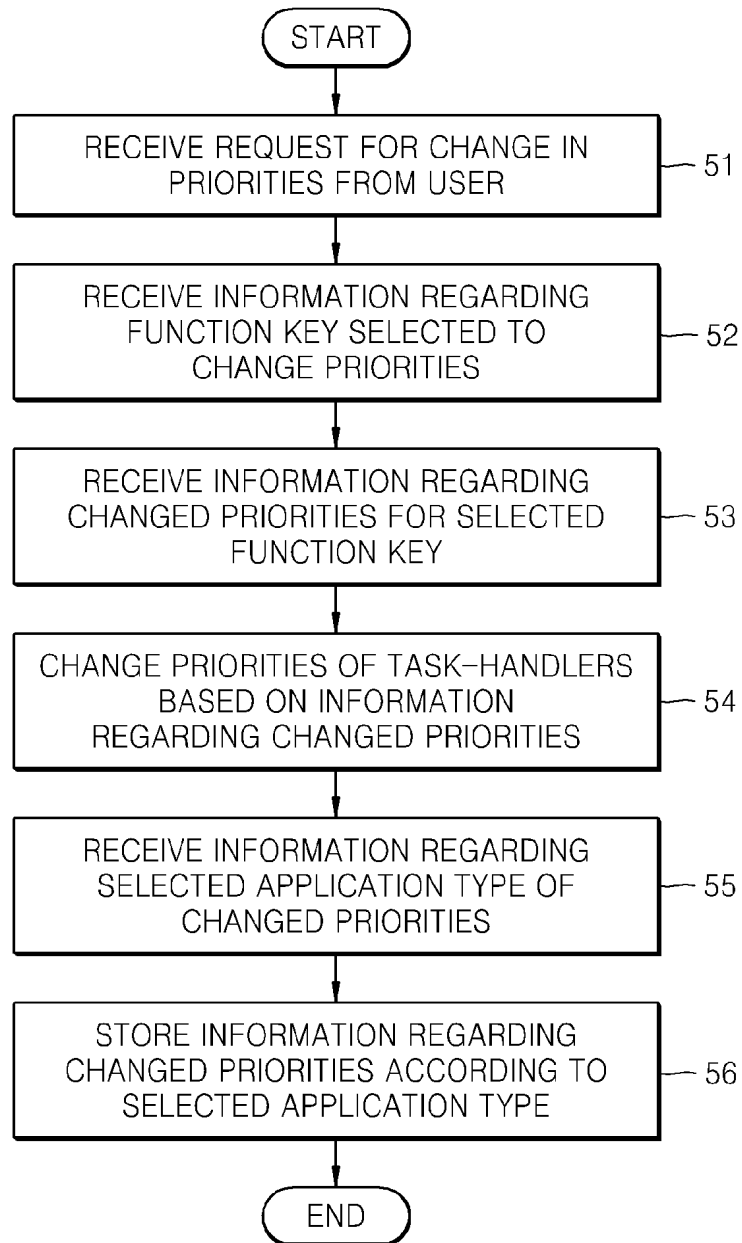 START
RECEIVE REQUEST FOR CHANGE IN
PRIORITIES FROM USER
51
RECEIVE INFORMATION REGARDING
FUNCTION KEY SELECTED TO
CHANGE PRIORITIES
52
RECEIVE INFORMATION REGARDING
CHANGED PRIORITIES FOR SELECTED
FUNCTION KEY
53
CHANGE PRIORITIES OF TASK-HANDLERS
BASED ON INFORMATION
REGARDING CHANGED PRIORITIES
54
RECEIVE INFORMATION REGARDING
SELECTED APPLICATION TYPE OF
CHANGED PRIORITIES
55
STORE INFORMATION REGARDING
CHANGED PRIORITIES ACCORDING TO
SELECTED APPLICATION TYPE
56
END